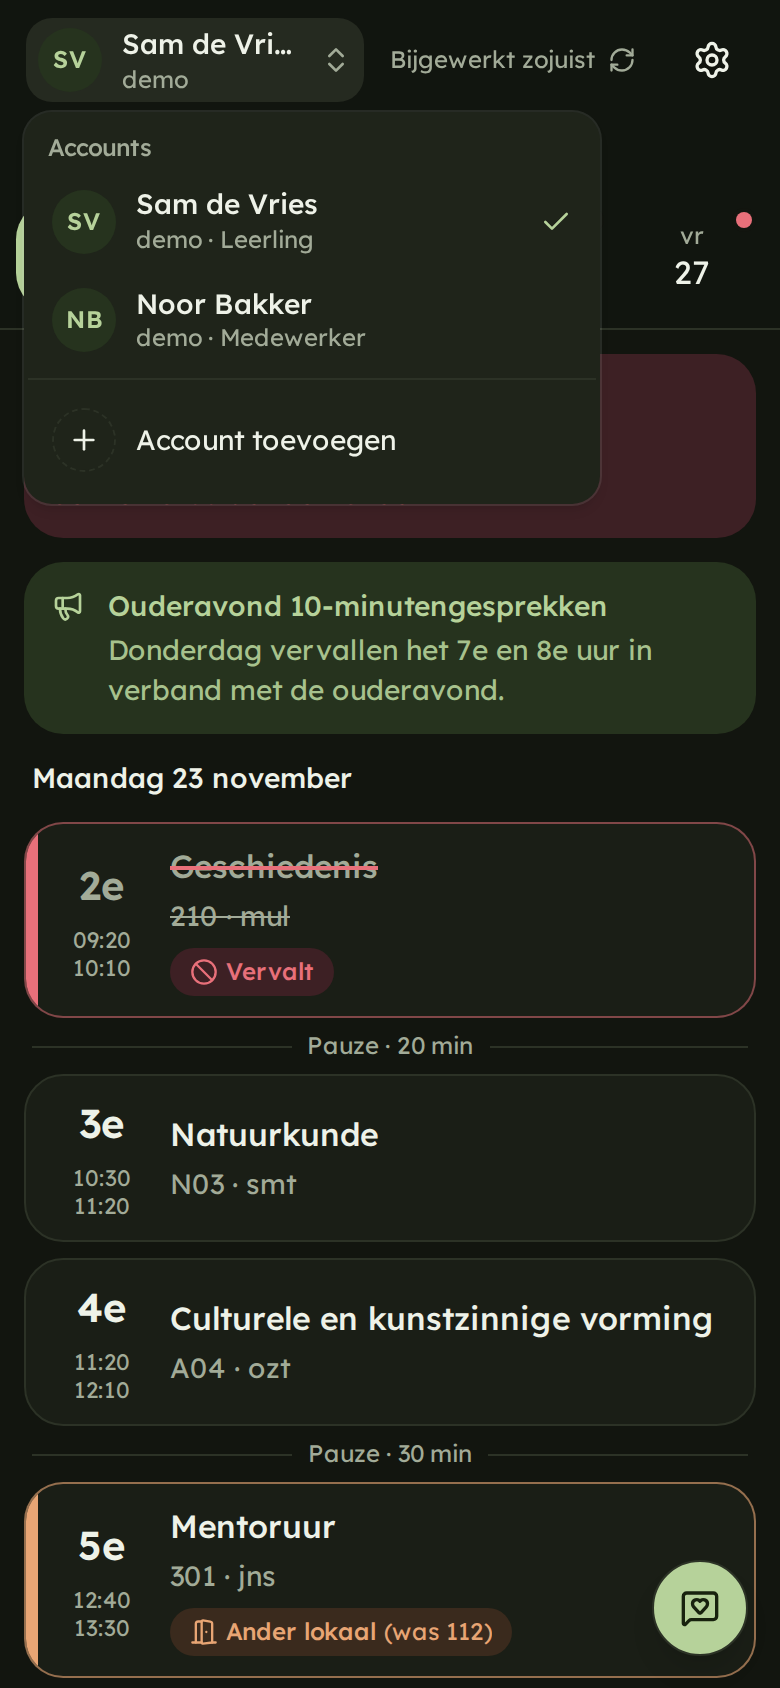 SV
Sam de Vri...
demo
Bijgewerkt zojuist
Accounts
SV
Sam de Vries
demo · Leerling
NB
Noor Bakker
demo · Medewerker
Account toevoegen
vr
27
Ouderavond 10-minutengesprekken
Donderdag vervallen het 7e en 8e uur in
verband met de ouderavond.
Maandag 23 november
2e
09:20
10:10
Geschiedenis
210 · mul
Vervalt
Pauze · 20 min
3e
10:30
11:20
Natuurkunde
N03 · smt
4e
11:20
12:10
Culturele en kunstzinnige vorming
A04 · ozt
Pauze · 30 min
5e
12:40
13:30
Mentoruur
301 · jns
Ander lokaal (was 112)